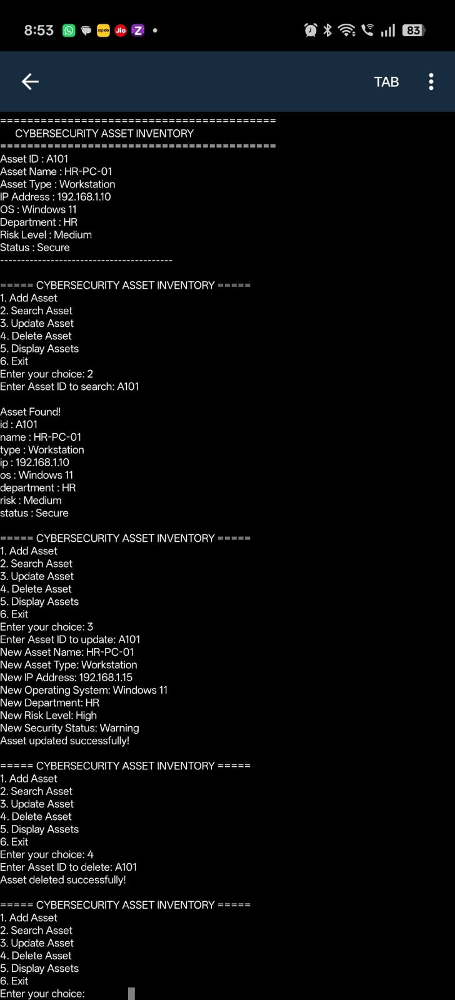 8:53
rapido
Jio
Z
83
TAB
=========================================
CYBERSECURITY ASSET INVENTORY
=========================================
Asset ID : A101
Asset Name : HR-PC-01
Asset Type : Workstation
IP Address : 192.168.1.10
OS : Windows 11
Department : HR
Risk Level : Medium
Status : Secure
-----------------------------------------
===== CYBERSECURITY ASSET INVENTORY =====
1. Add Asset
2. Search Asset
3. Update Asset
4. Delete Asset
5. Display Assets
6. Exit
Enter your choice: 2
Enter Asset ID to search: A101
Asset Found!
id : A101
name : HR-PC-01
type : Workstation
ip : 192.168.1.10
os : Windows 11
department : HR
risk : Medium
status : Secure
===== CYBERSECURITY ASSET INVENTORY =====
1. Add Asset
2. Search Asset
3. Update Asset
4. Delete Asset
5. Display Assets
6. Exit
Enter your choice: 3
Enter Asset ID to update: A101
New Asset Name: HR-PC-01
New Asset Type: Workstation
New IP Address: 192.168.1.15
New Operating System: Windows 11
New Department: HR
New Risk Level: High
New Security Status: Warning
Asset updated successfully!
===== CYBERSECURITY ASSET INVENTORY =====
1. Add Asset
2. Search Asset
3. Update Asset
4. Delete Asset
5. Display Assets
6. Exit
Enter your choice: 4
Enter Asset ID to delete: A101
Asset deleted successfully!
===== CYBERSECURITY ASSET INVENTORY =====
1. Add Asset
2. Search Asset
3. Update Asset
4. Delete Asset
5. Display Assets
6. Exit
Enter your choice: